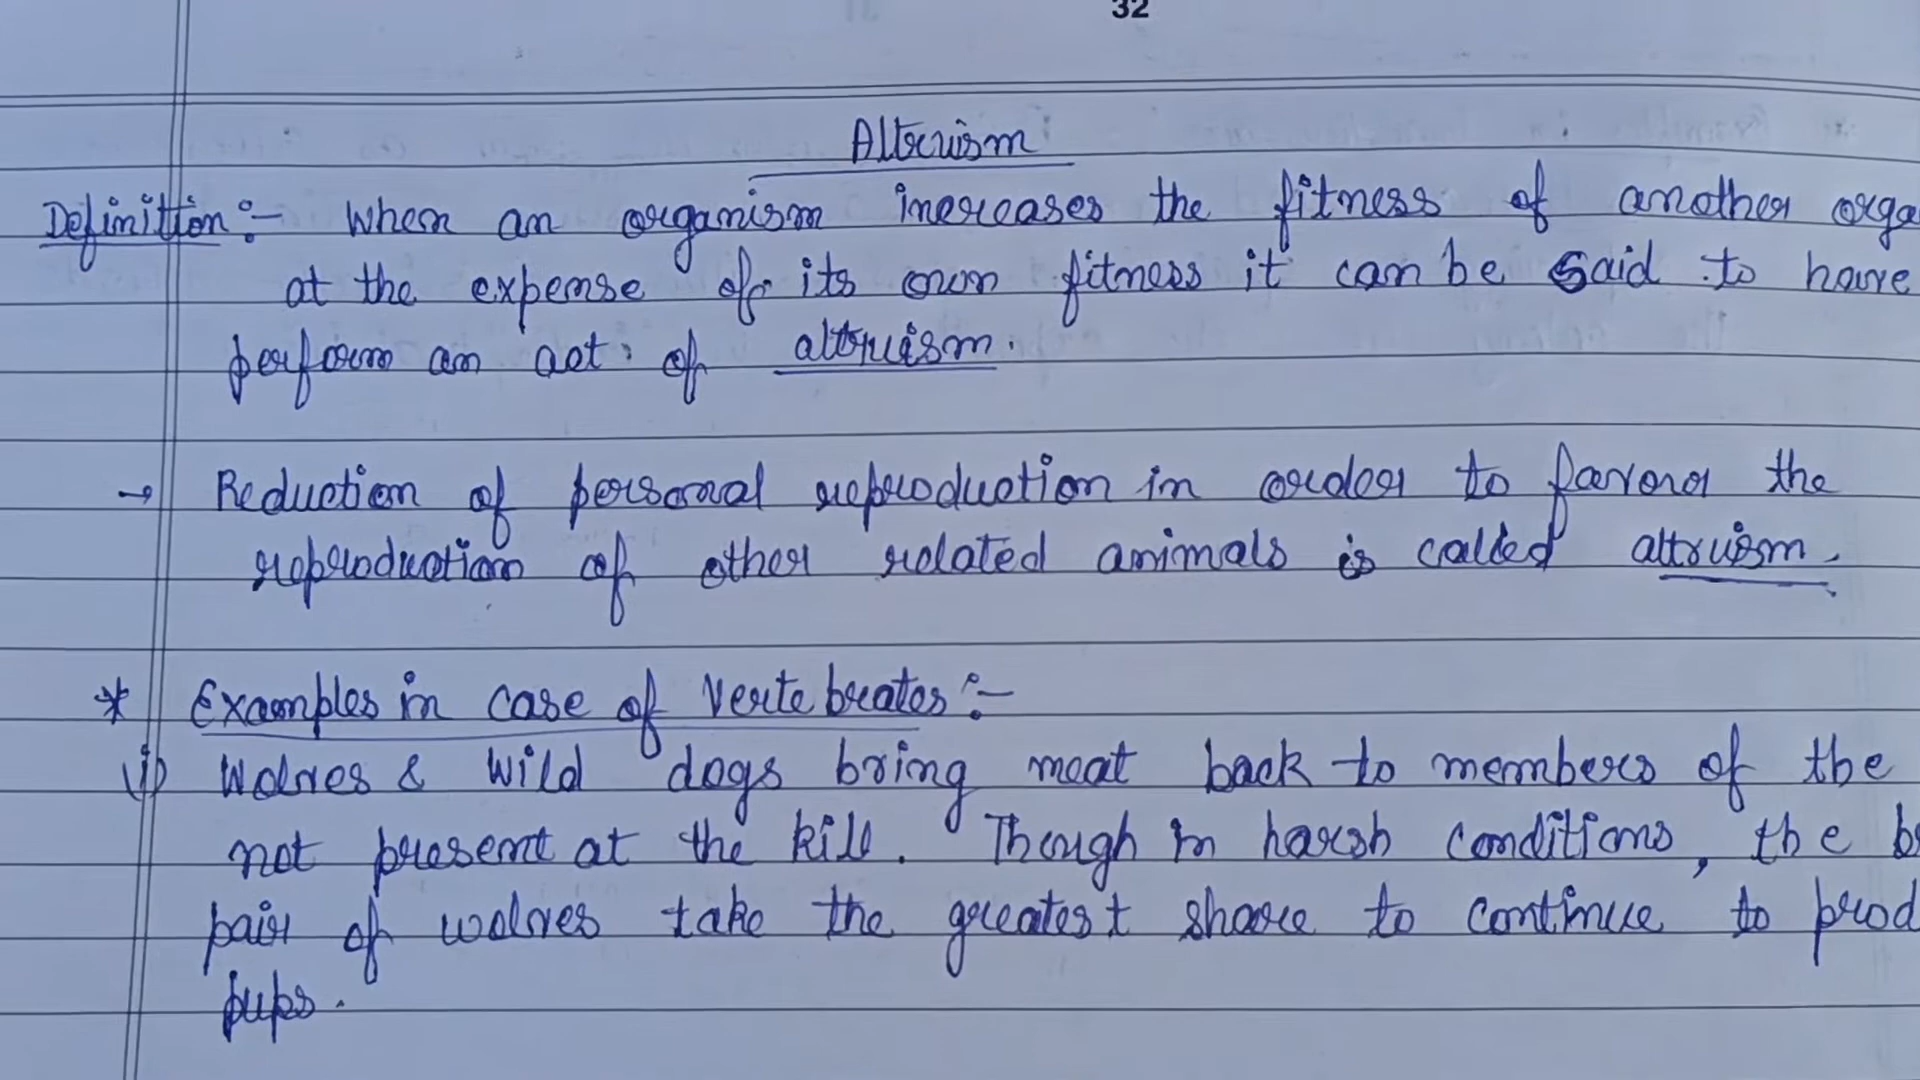 32
Altruism
Definition:- When an organism increases the fitness of another orga
at the expense of its own fitness it can be said to have
perform an act of altruism.
→ Reduction of personal reproduction in order to favour the
reproduction of other related animals is called altruism.
* Examples in case of Vertebrates:-
(i) Wolves & Wild dogs bring meat back to members of the
not present at the kill. Though in harsh conditions, the b
pair of wolves take the greatest share to continue to prod
pups.